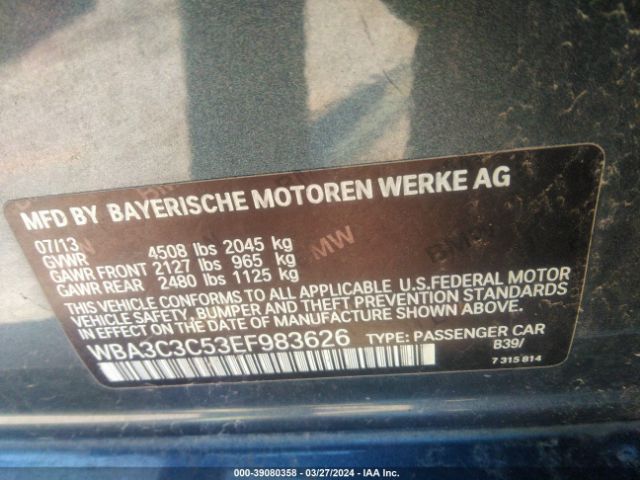 MFD BY BAYERISCHE MOTOREN WERKE AG
07/13
GVWR 4508 lbs 2045 kg
GAWR FRONT 2127 lbs 965 kg
GAWR REAR 2480 lbs 1125 kg
THIS VEHICLE CONFORMS TO ALL APPLICABLE U.S.FEDERAL MOTOR
VEHICLE SAFETY, BUMPER, AND THEFT PREVENTION STANDARDS
IN EFFECT ON THE DATE OF MANUFACTURE SHOWN ABOVE.
WBA3C3C53EF983626 TYPE: PASSENGER CAR
B39/
7 315 814
000-39080358 - 03/27/2024 - IAA Inc.